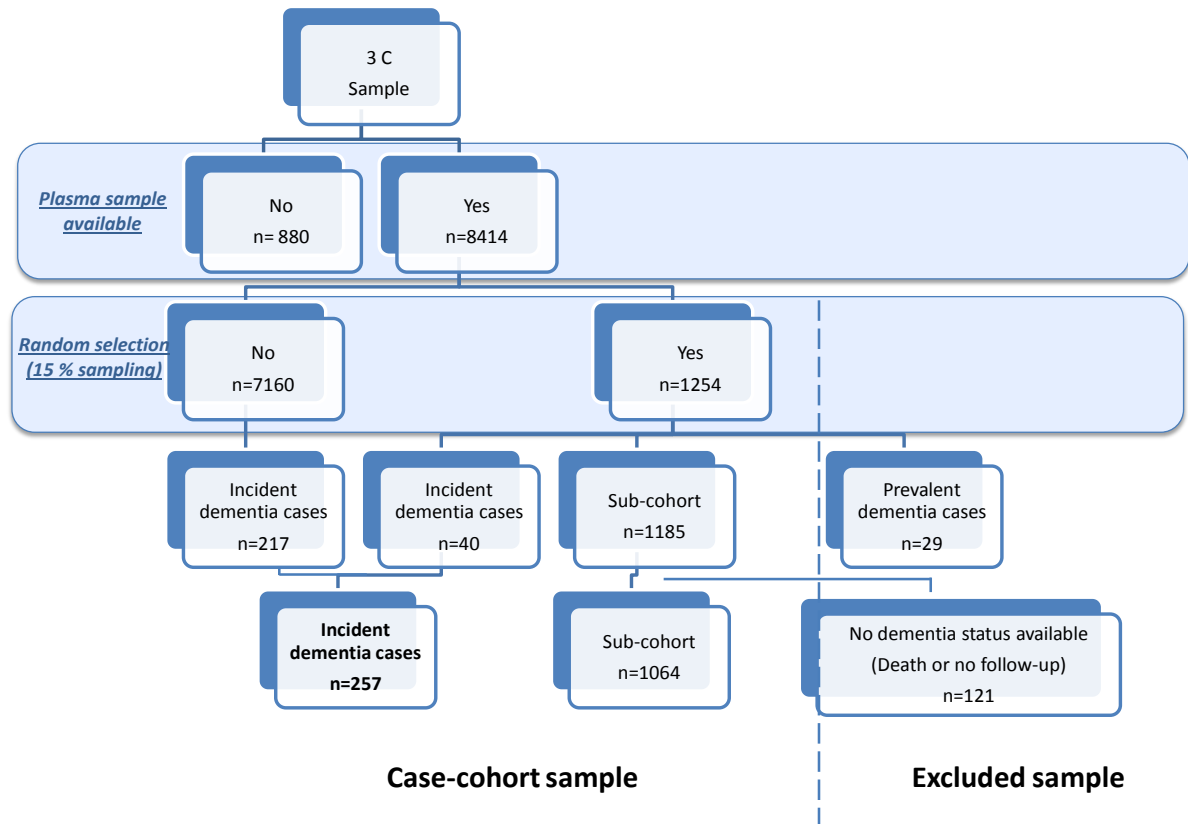 3 C
Sample
Plasma sample
available
No
n= 880
Yes
n=8414
Random selection
(15 % sampling)
No
n=7160
Yes
n=1254
Incident
dementia cases
n=217
Incident
dementia cases
n=40
Sub-cohort
n=1185
Prevalent
dementia cases
n=29
Incident
dementia cases
n=257
Sub-cohort
n=1064
No dementia status available
(Death or no follow-up)
n=121
Case-cohort sample
Excluded sample